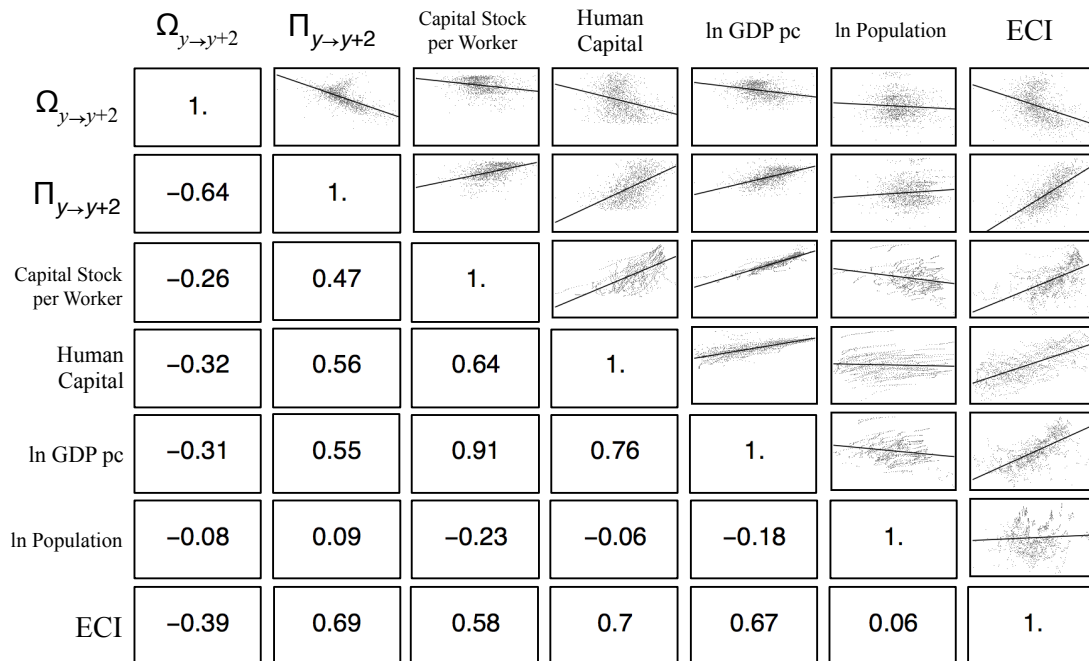 Ω y→y+2 Π y→y+2 Capital Stock per Worker Human Capital ln GDP pc ln Population ECI
Ω y→y+2 1.
Π y→y+2 −0.64 1.
Capital Stock per Worker −0.26 0.47 1.
Human Capital −0.32 0.56 0.64 1.
ln GDP pc −0.31 0.55 0.91 0.76 1.
ln Population −0.08 0.09 −0.23 −0.06 −0.18 1.
ECI −0.39 0.69 0.58 0.7 0.67 0.06 1.